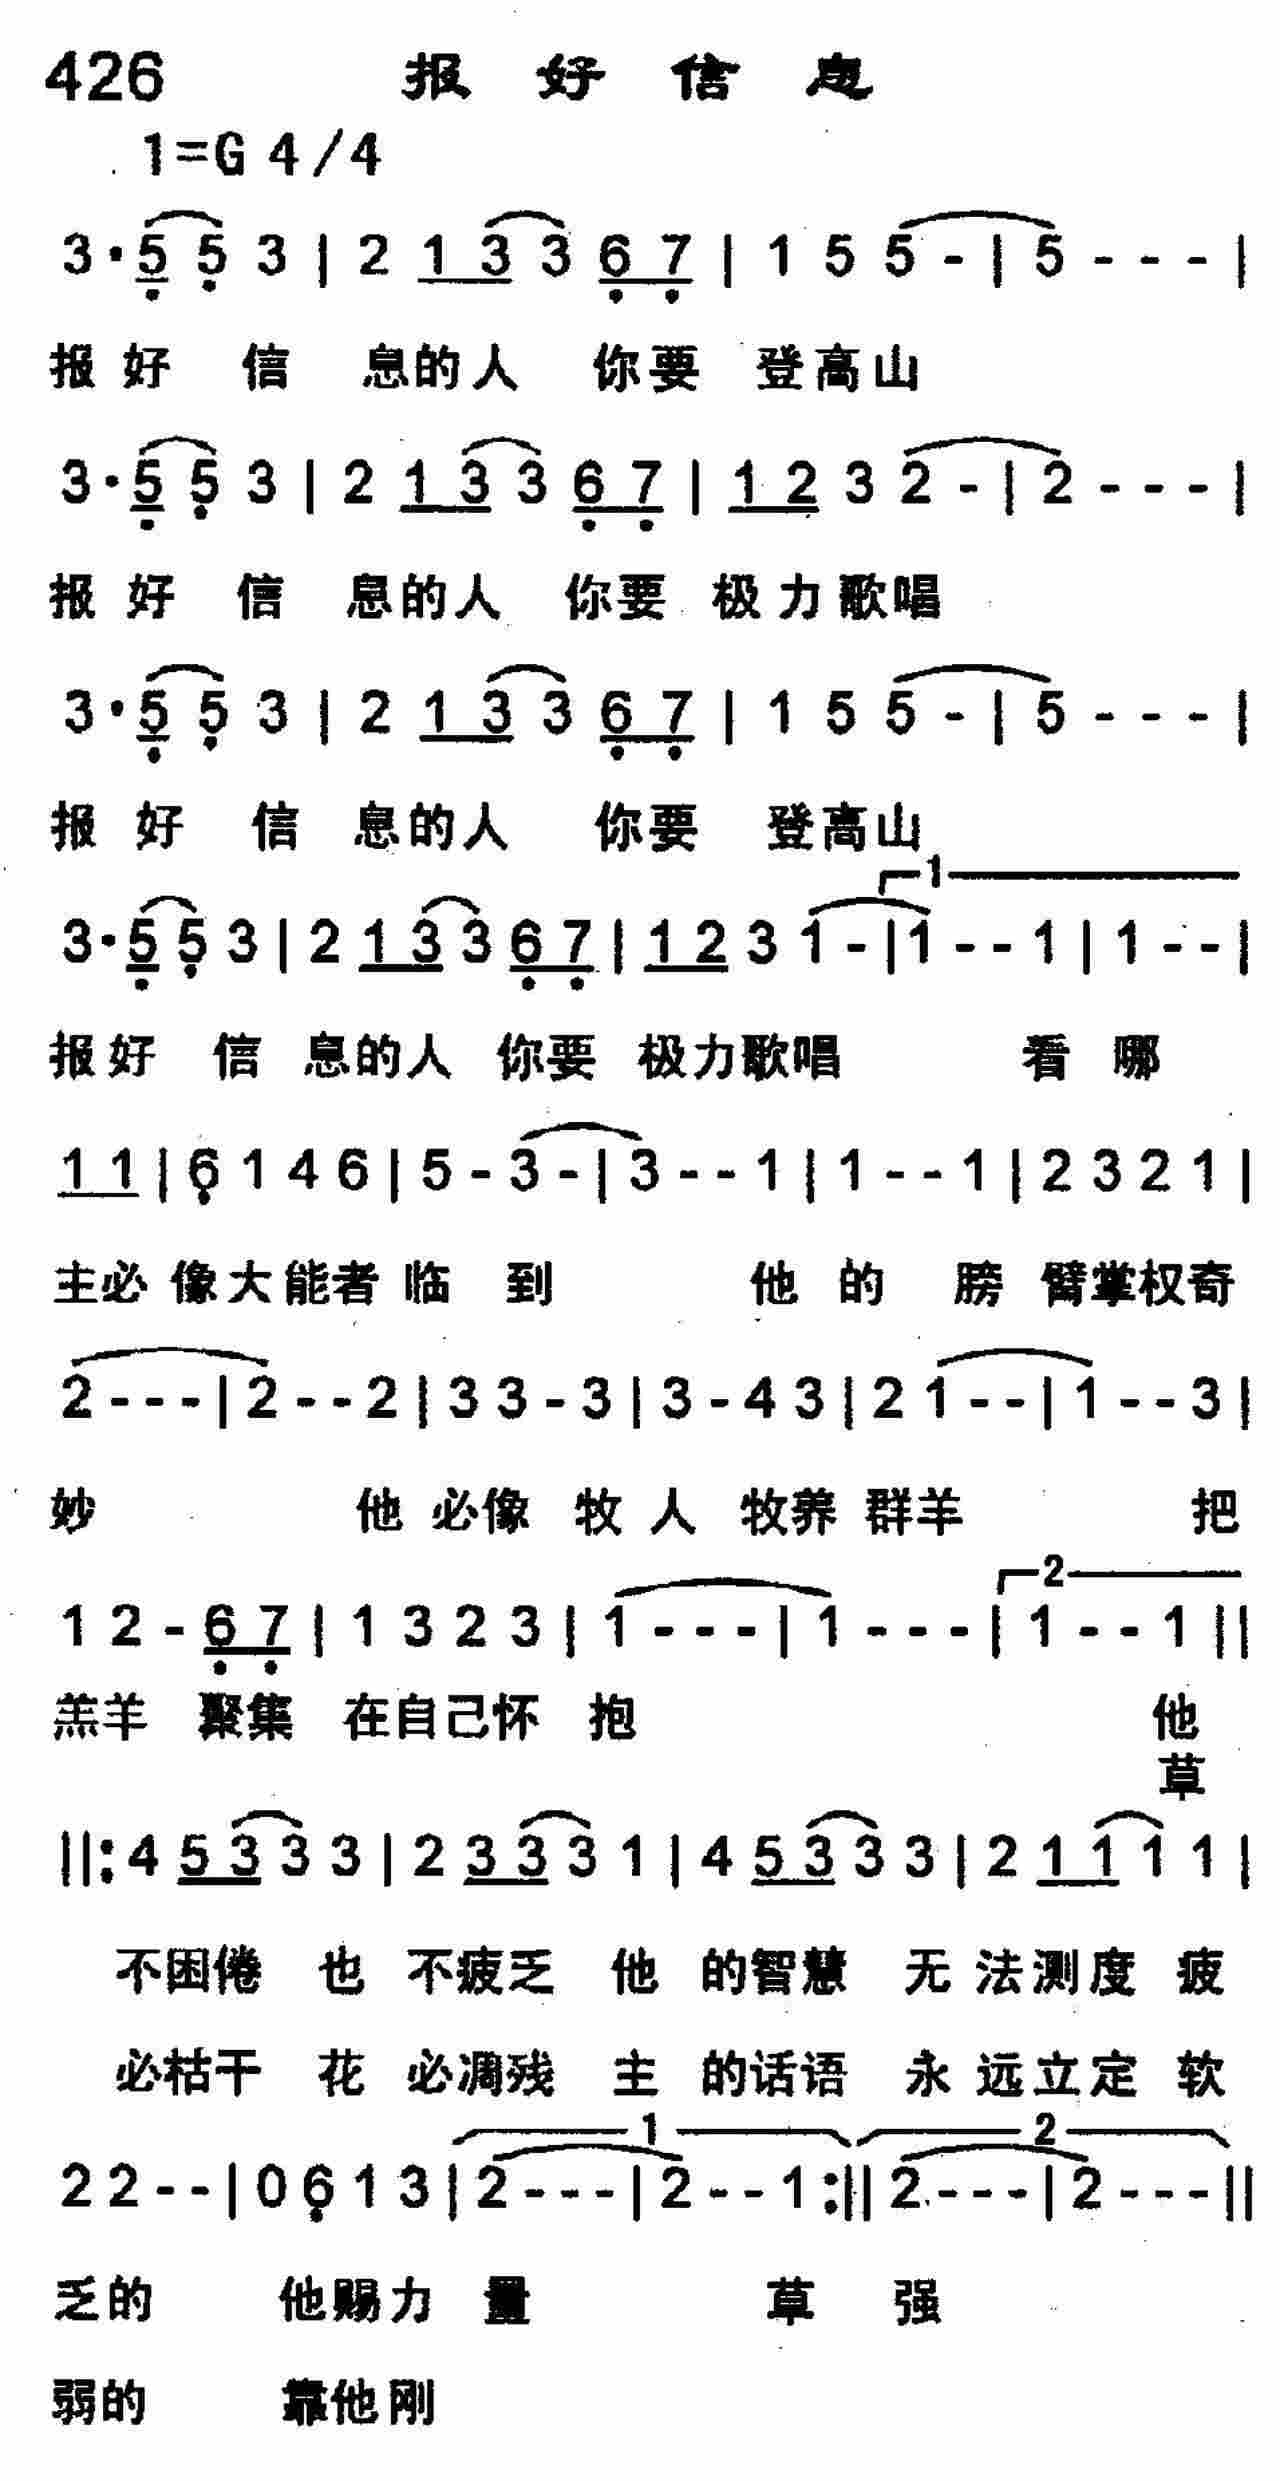 426 报好信息
1=G 4/4
3·5 5 3 | 2 1 3 3 6 7 | 1 5 5 - | 5 - - - |
报好 信 息的人 你要 登高山
3·5 5 3 | 2 1 3 3 6 7 | 1 2 3 2 - | 2 - - - |
报好 信 息的人 你要 极力歌唱
3·5 5 3 | 2 1 3 3 6 7 | 1 5 5 - | 5 - - - |
报好 信 息的人 你要 登高山
1
3·5 5 3 | 2 1 3 3 6 7 | 1 2 3 1 - | 1 - - 1 | 1 - - |
报好 信 息的人 你要 极力歌唱 看哪
1 1 | 6 1 4 6 | 5 - 3 - | 3 - - 1 | 1 - - 1 | 2 3 2 1 |
主必 像大能者 临 到 他的 膀 臂掌权奇
2 - - - | 2 - - 2 | 3 3 - 3 | 3 - 4 3 | 2 1 - - | 1 - - 3 |
妙 他 必像 牧人 牧养 群羊 把
2
1 2 - 6 7 | 1 3 2 3 | 1 - - - | 1 - - - | 1 - - 1 ||
羔羊 聚集 在自己怀 抱 他
草
||: 4 5 3 3 3 | 2 3 3 3 1 | 4 5 3 3 3 | 2 1 1 1 1 |
不困倦 也 不疲乏 他 的智慧 无 法测度 疲
必枯干 花 必凋残 主 的话语 永 远立定 软
1 2
2 2 - - | 0 6 1 3 | 2 - - - | 2 - - 1 :|| 2 - - - | 2 - - - ||
乏的 他赐力 量 草 强
弱的 靠他刚